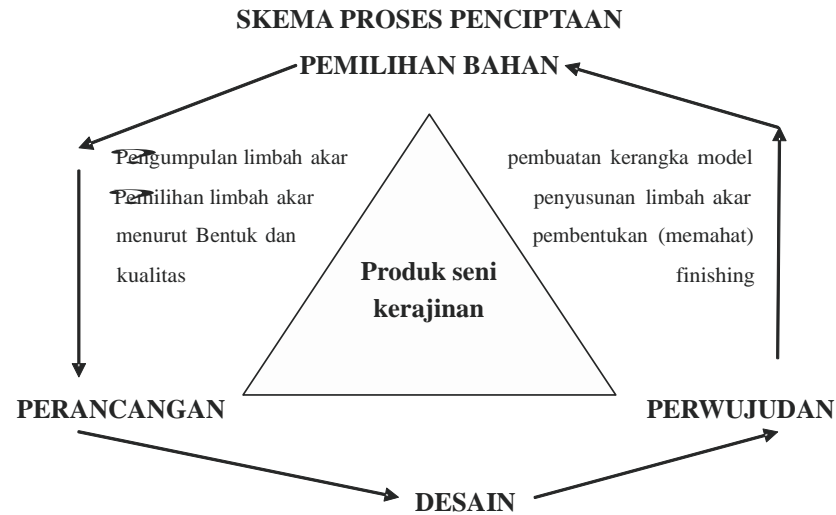 SKEMA PROSES PENCIPTAAN
PEMILIHAN BAHAN
Pengumpulan limbah akar
Pemilihan limbah akar
menurut Bentuk dan
kualitas
pembuatan kerangka model
penyusunan limbah akar
pembentukan (memahat)
finishing
Produk seni
kerajinan
PERANCANGAN
PERWUJUDAN
DESAIN